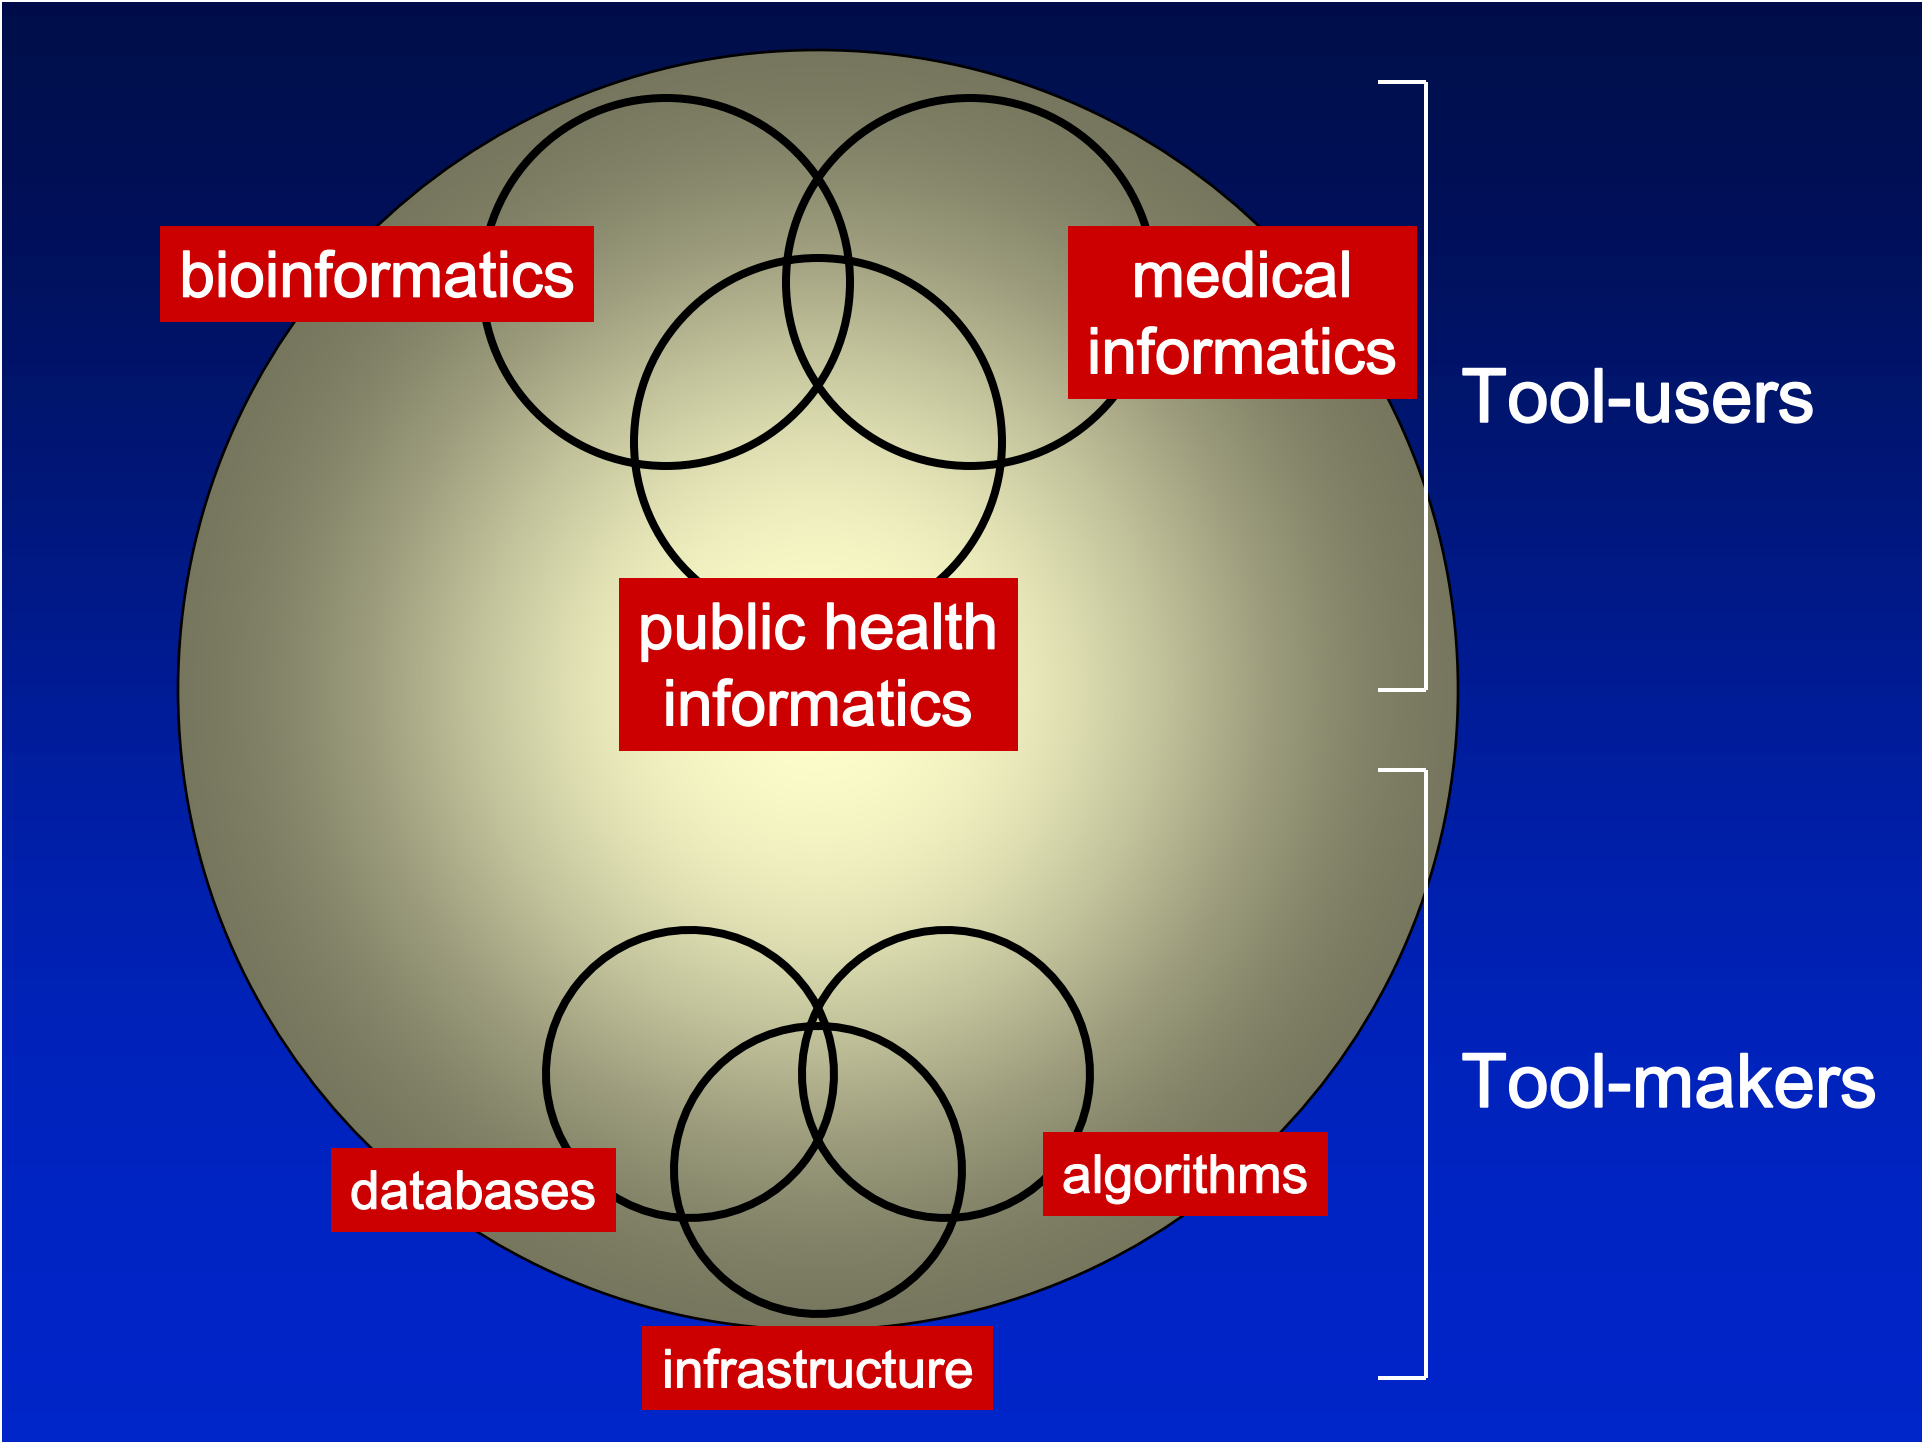 bioinformatics
medical
informatics
Tool-users
public health
informatics
Tool-makers
databases
algorithms
infrastructure